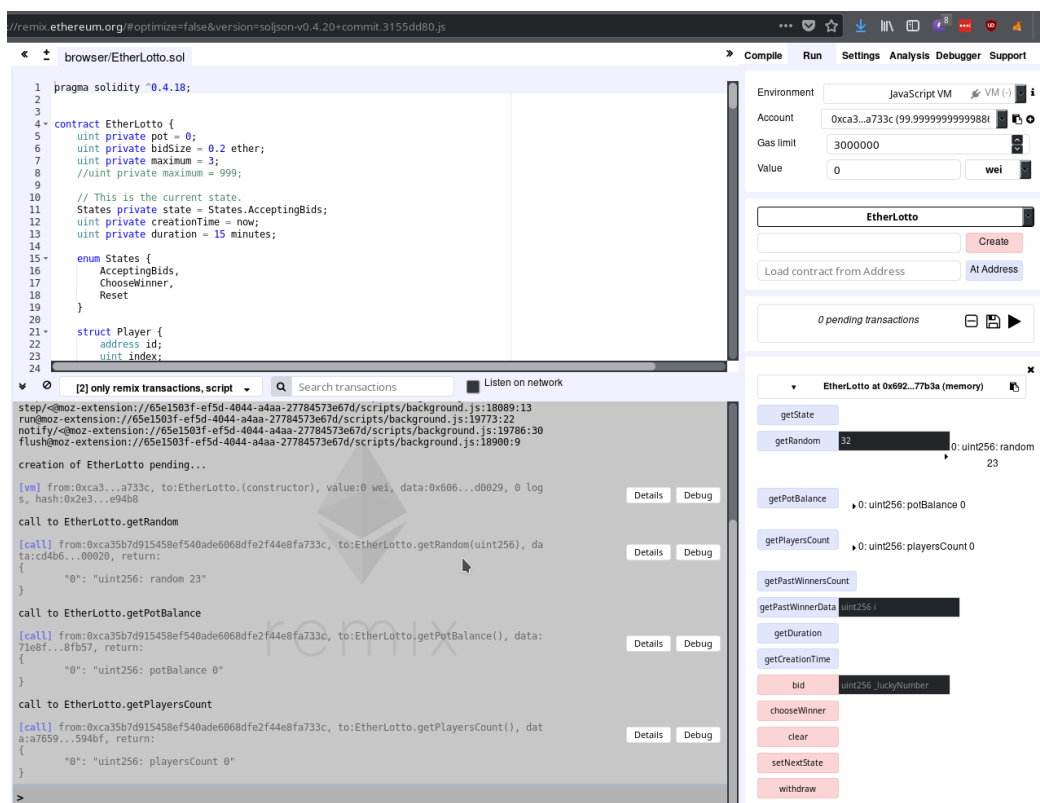 ://remix.ethereum.org/#optimize=false&version=soljson-v0.4.20+commit.3155dd80.js
8
browser/EtherLotto.sol
1 pragma solidity ^0.4.18;
2
3
4 contract EtherLotto {
5 uint private pot = 0;
6 uint private bidSize = 0.2 ether;
7 uint private maximum = 3;
8 //uint private maximum = 999;
9
10 // This is the current state.
11 States private state = States.AcceptingBids;
12 uint private creationTime = now;
13 uint private duration = 15 minutes;
14
15 enum States {
16 AcceptingBids,
17 ChooseWinner,
18 Reset
19 }
20
21 struct Player {
22 address id;
23 uint index;
24
[2] only remix transactions, script
Search transactions
Listen on network
step/<@moz-extension://65e1503f-ef5d-4044-a4aa-27784573e67d/scripts/background.js:18089:13
run@moz-extension://65e1503f-ef5d-4044-a4aa-27784573e67d/scripts/background.js:19773:22
notify/<@moz-extension://65e1503f-ef5d-4044-a4aa-27784573e67d/scripts/background.js:19786:30
flush@moz-extension://65e1503f-ef5d-4044-a4aa-27784573e67d/scripts/background.js:18900:9
creation of EtherLotto pending...
[vm] from:0xca3...a733c, to:EtherLotto.(constructor), value:0 wei, data:0x606...d0029, 0 log
s, hash:0x2e3...e94b8
Details Debug
call to EtherLotto.getRandom
[call] from:0xca35b7d915458ef540ade6068dfe2f44e8fa733c, to:EtherLotto.getRandom(uint256), da
ta:cd4b6...00020, return:
{
"0": "uint256: random 23"
}
Details Debug
call to EtherLotto.getPotBalance
[call] from:0xca35b7d915458ef540ade6068dfe2f44e8fa733c, to:EtherLotto.getPotBalance(), data:
71e8f...8fb57, return:
{
"0": "uint256: potBalance 0"
}
Details Debug
call to EtherLotto.getPlayersCount
[call] from:0xca35b7d915458ef540ade6068dfe2f44e8fa733c, to:EtherLotto.getPlayersCount(), dat
a:a7659...594bf, return:
{
"0": "uint256: playersCount 0"
}
Details Debug
remix
>
Compile Run Settings Analysis Debugger Support
Environment JavaScript VM VM (-) i
Account 0xca3...a733c (99.999999999998
Gas limit 3000000
Value 0 wei
EtherLotto
Create
Load contract from Address At Address
0 pending transactions
EtherLotto at 0x692...77b3a (memory)
getState
getRandom 32 0: uint256: random
23
getPotBalance 0: uint256: potBalance 0
getPlayersCount 0: uint256: playersCount 0
getPastWinnersCount
getPastWinnerData uint256 i
getDuration
getCreationTime
bid uint256 _luckyNumber
chooseWinner
clear
setNextState
withdraw